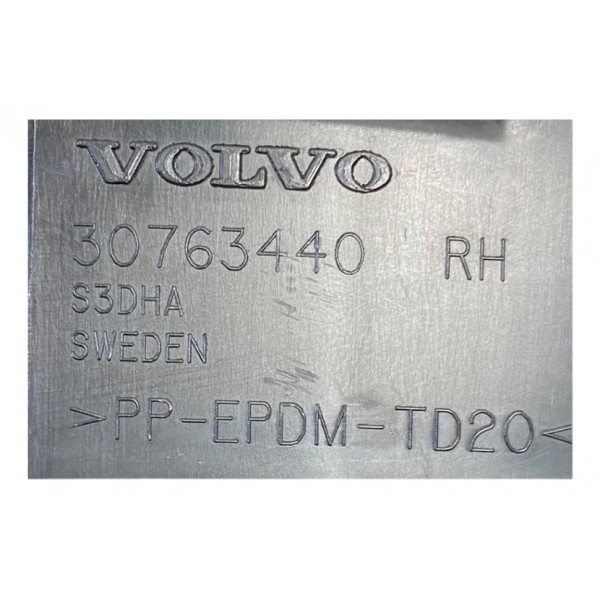 VOLVO
30763440 RH
S3DHA
SWEDEN
>PP-EPDM-TD20<